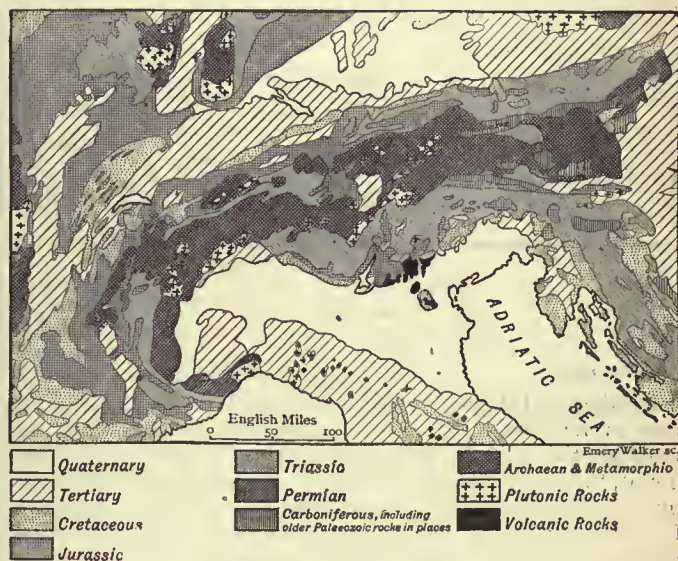 ADRIATIC SEA
English Miles
0 50 100
Emery Walker sc.
Quaternary
Tertiary
Cretaceous
Jurassic
Triassic
Permian
Carboniferous, including
older Palaeozoic rocks in places
Archaean & Metamorphic
Plutonic Rocks
Volcanic Rocks